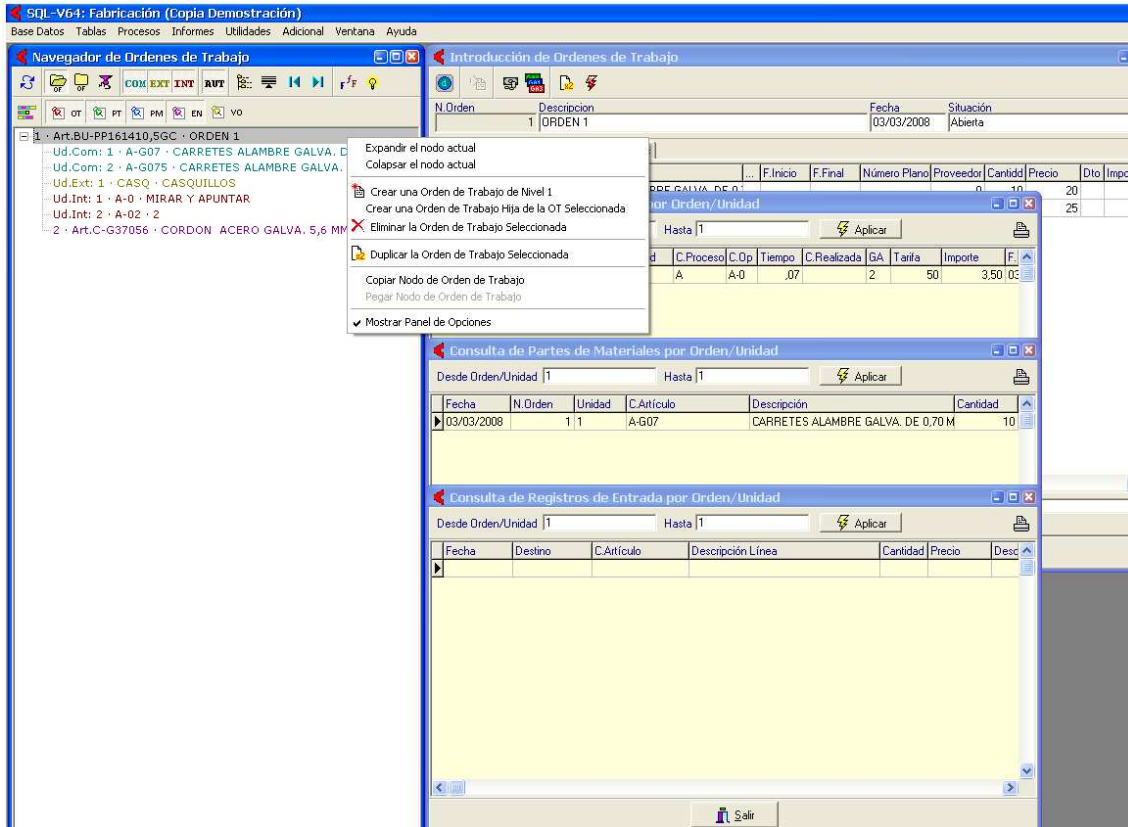 SQL-V64: Fabricación (Copia Demostración)
Base Datos Tablas Procesos Informes Utilidades Adicional Ventana Ayuda
Navegador de Ordenes de Trabajo
OF OF COM EXT INT AUT
OT PT PM EN VO
1 · Art.BU-PP161410,5GC · ORDEN 1
Ud.Com: 1 · A-G07 · CARRETES ALAMBRE GALVA. D
Ud.Com: 2 · A-G075 · CARRETES ALAMBRE GALVA.
Ud.Ext: 1 · CASQ · CASQUILLOS
Ud.Int: 1 · A-0 · MIRAR Y APUNTAR
Ud.Int: 2 · A-02 · 2
2 · Art.C-G37056 · CORDON ACERO GALVA. 5,6 MM
Expandir el nodo actual
Colapsar el nodo actual
Crear una Orden de Trabajo de Nivel 1
Crear una Orden de Trabajo Hija de la OT Seleccionada
Eliminar la Orden de Trabajo Seleccionada
Duplicar la Orden de Trabajo Seleccionada
Copiar Nodo de Orden de Trabajo
Pegar Nodo de Orden de Trabajo
Mostrar Panel de Opciones
Introducción de Ordenes de Trabajo
N.Orden Descripcion Fecha Situación
1 ORDEN 1 03/03/2008 Abierta
... F.Inicio F.Final Número Plano Proveedor Cantidd Precio Dto Impo
0 10 20
25
por Orden/Unidad
Hasta 1 Aplicar
d C.Proceso C.Op Tiempo C.Realizada GA Tarifa Importe F.
A A-0 ,07 2 50 3,50 03
Consulta de Partes de Materiales por Orden/Unidad
Desde Orden/Unidad 1 Hasta 1 Aplicar
Fecha N.Orden Unidad C.Artículo Descripción Cantidad
03/03/2008 1 1 A-G07 CARRETES ALAMBRE GALVA. DE 0,70 M 10
Consulta de Registros de Entrada por Orden/Unidad
Desde Orden/Unidad 1 Hasta 1 Aplicar
Fecha Destino C.Artículo Descripción Línea Cantidad Precio Desc
Salir